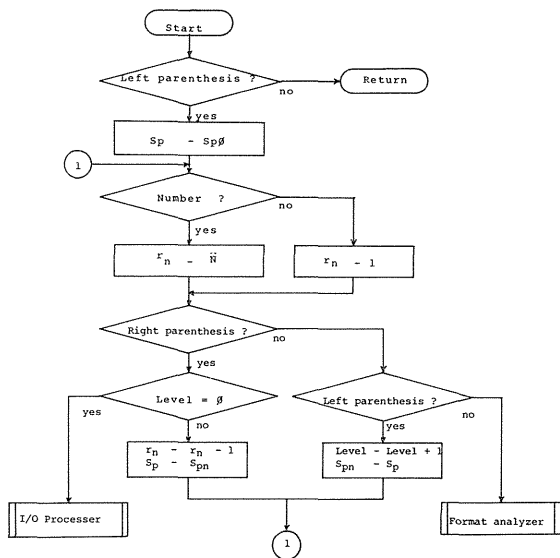 Start
Left parenthesis ?
no
Return
yes
Sp - Spø
1
Number ?
no
yes
rn - N̈
rn - 1
Right parenthesis ?
no
yes
Level = ø
Left parenthesis ?
yes
no
no
yes
rn - rn - 1
Sp - Spn
Level - Level + 1
Spn - Sp
I/O Processer
Format analyzer
1